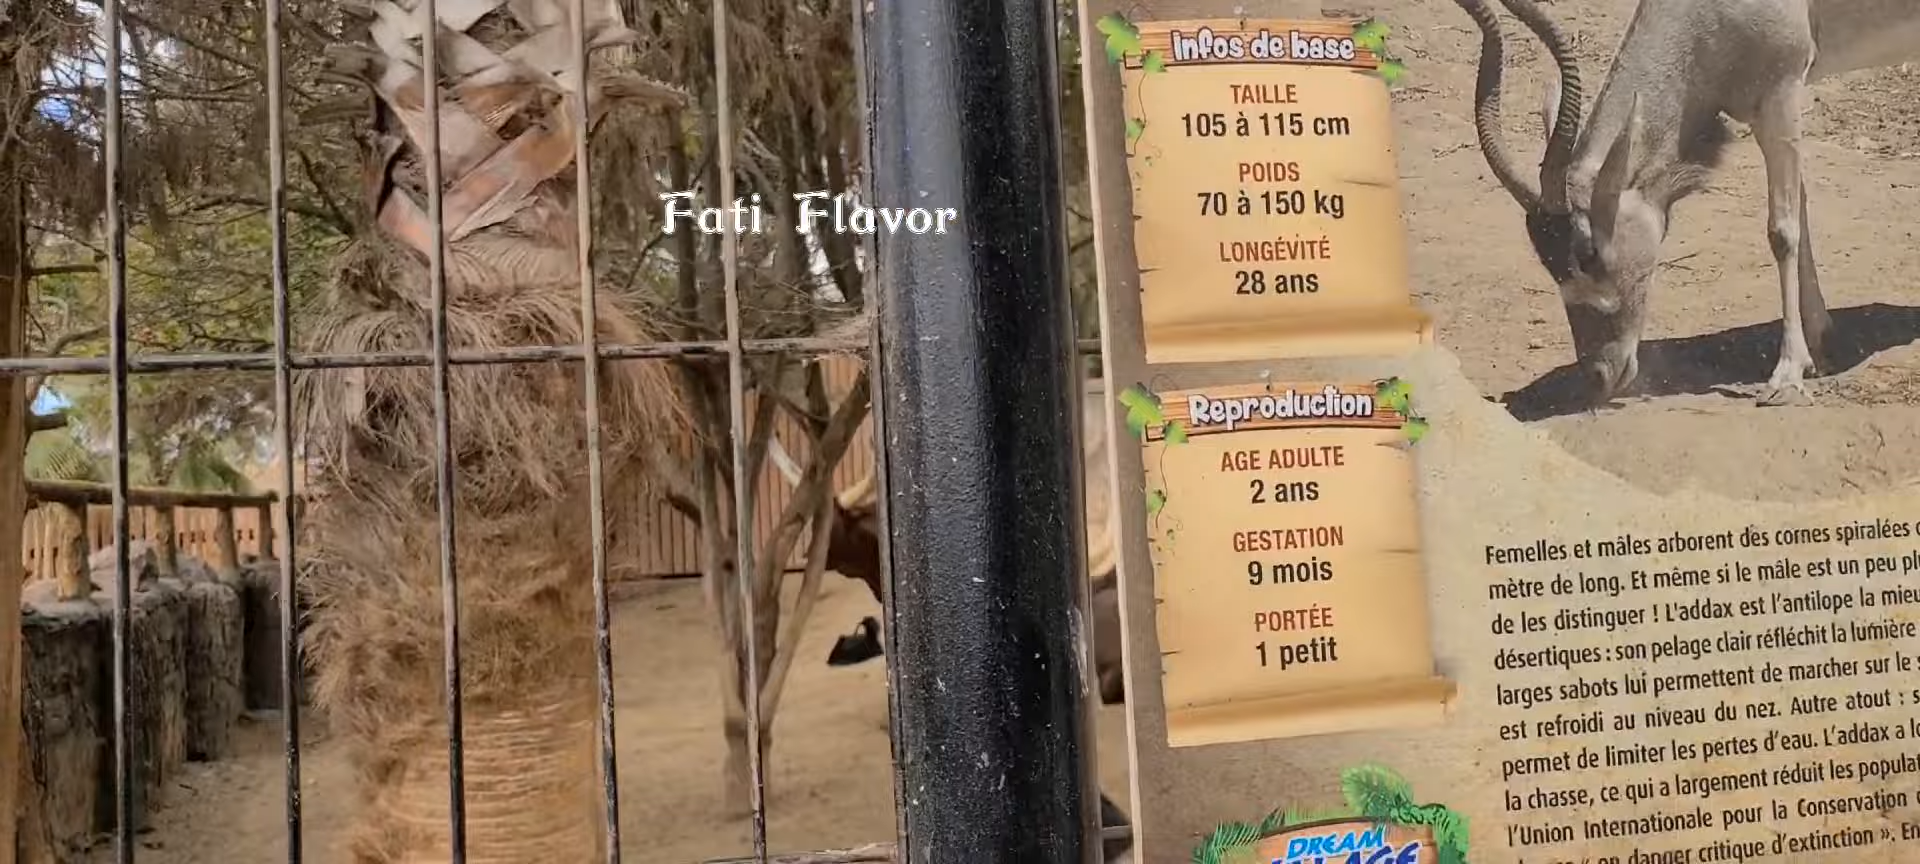 Fati Flavor
Infos de base
TAILLE
105 à 115 cm
POIDS
70 à 150 kg
LONGÉVITÉ
28 ans
Reproduction
AGE ADULTE
2 ans
GESTATION
9 mois
PORTÉE
1 petit
DREAM
Femelles et mâles arborent des cornes spiralées
mètre de long. Et même si le mâle est un peu
de les distinguer ! L'addax est l'antilope la
désertiques : son pelage clair réfléchit la lumière
larges sabots lui permettent de marcher sur le
est refroidi au niveau du nez. Autre atout :
permet de limiter les pertes d'eau. L'addax a
la chasse, ce qui a largement réduit les
l'Union Internationale pour la Conservation
danger critique d'extinction ». En